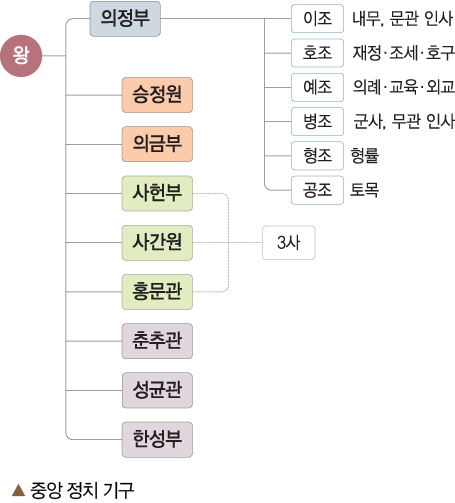 왕
의정부
이조 내무, 문관 인사
호조 재정·조세·호구
예조 의례·교육·외교
병조 군사, 무관 인사
형조 형률
공조 토목
승정원
의금부
사헌부
사간원
홍문관
3사
춘추관
성균관
한성부
▲ 중앙 정치 기구